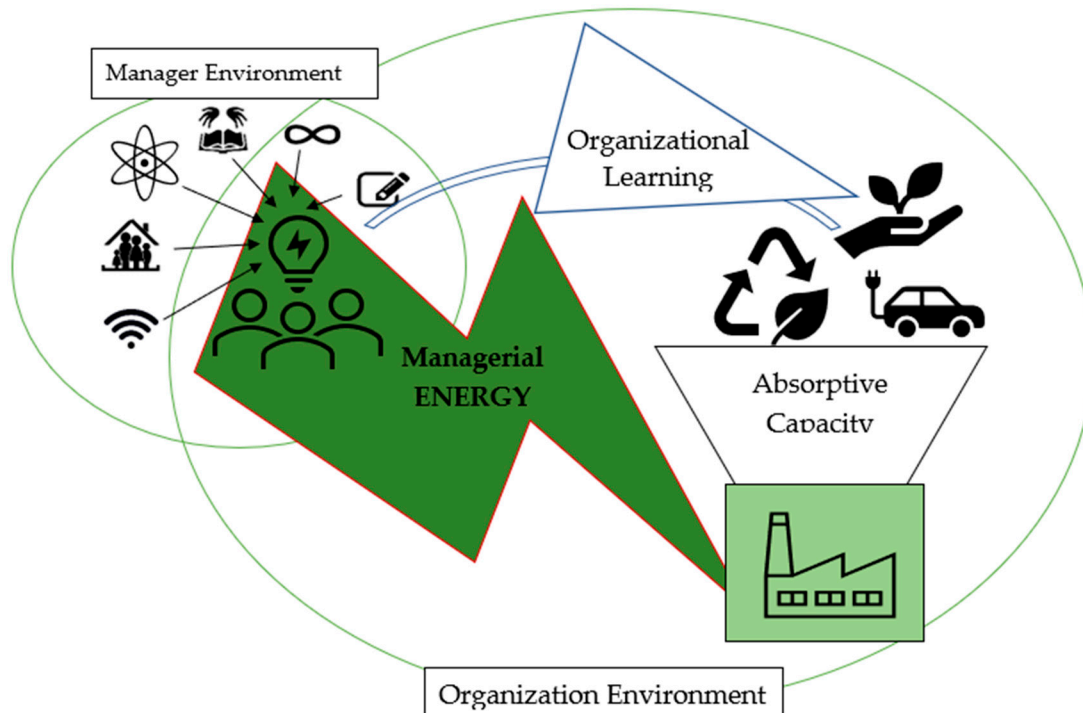 Manager Environment
Organizational
Learning
Managerial
ENERGY
Absorptive
Capacity
Organization Environment